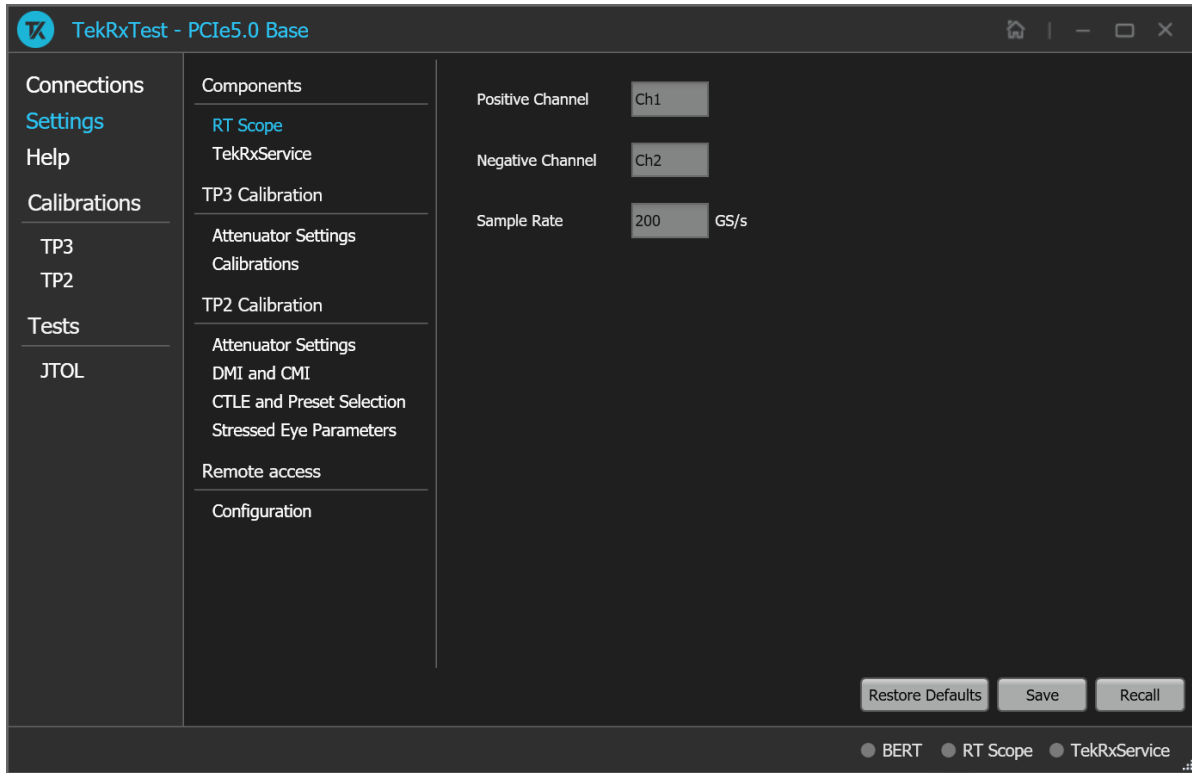 TekRxTest - PCIe5.0 Base
Connections
Settings
Help
Calibrations
TP3
TP2
Tests
JTOL
Components
RT Scope
TekRxService
TP3 Calibration
Attenuator Settings
Calibrations
TP2 Calibration
Attenuator Settings
DMI and CMI
CTLE and Preset Selection
Stressed Eye Parameters
Remote access
Configuration
Positive Channel Ch1
Negative Channel Ch2
Sample Rate 200 GS/s
Restore Defaults Save Recall
BERT RT Scope TekRxService